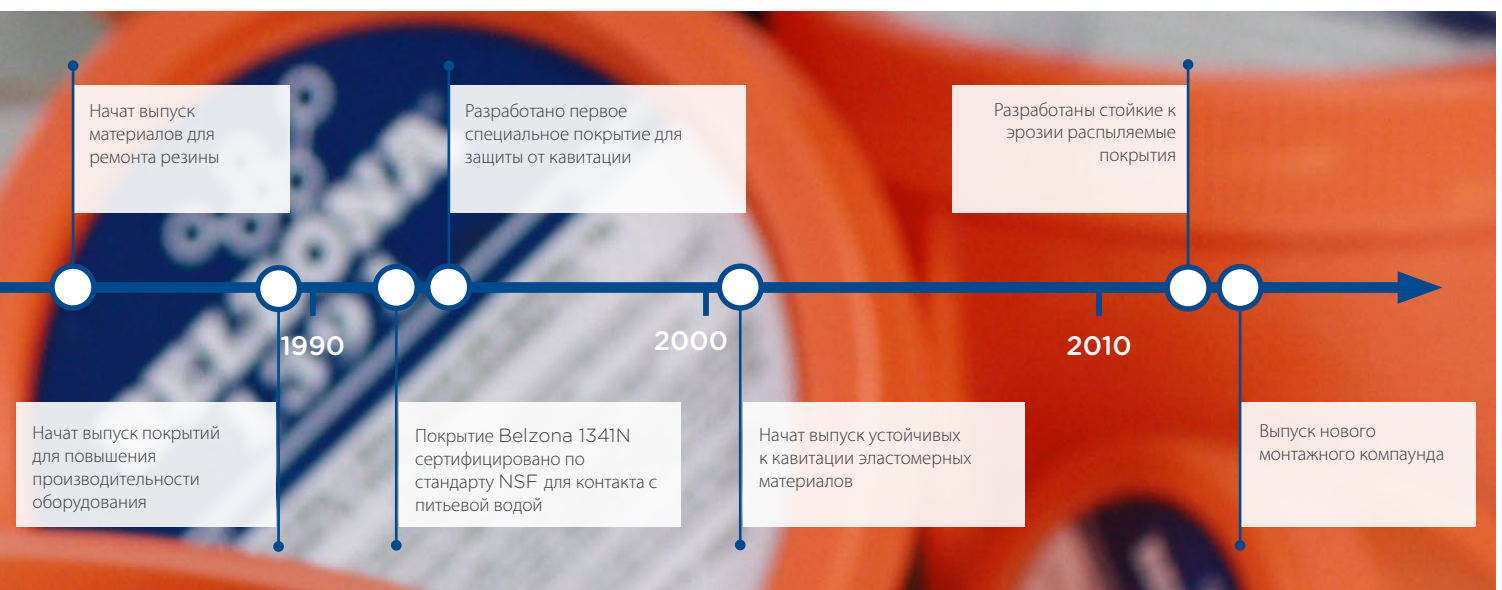 Начат выпуск
материалов для
ремонта резины
Разработано первое
специальное покрытие для
защиты от кавитации
Разработаны стойкие к
эрозии распыляемые
покрытия
1990
2000
2010
Начат выпуск покрытий
для повышения
производительности
оборудования
Покрытие Belzona 1341N
сертифицировано по
стандарту NSF для контакта с
питьевой водой
Начат выпуск устойчивых
к кавитации эластомерных
материалов
Выпуск нового
монтажного компаунда
BELZONA